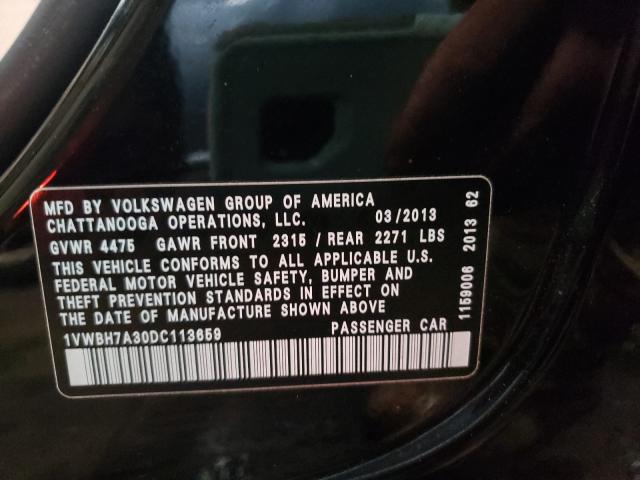 MFD BY VOLKSWAGEN GROUP OF AMERICA
CHATTANOOGA OPERATIONS, LLC. 03/2013
GVWR 4475 GAWR FRONT 2315 / REAR 2271 LBS
THIS VEHICLE CONFORMS TO ALL APPLICABLE U.S.
FEDERAL MOTOR VEHICLE SAFETY, BUMPER AND
THEFT PREVENTION STANDARDS IN EFFECT ON
THE DATE OF MANUFACTURE SHOWN ABOVE
1VWBH7A30DC113659 PASSENGER CAR
1159006 2013 62